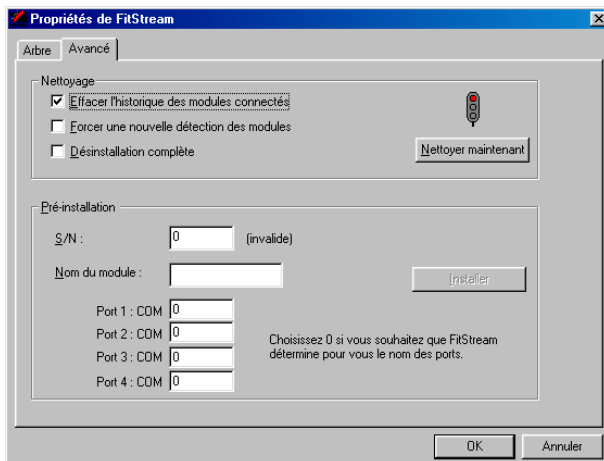 Propriétés de FitStream
Arbre Avancé
Nettoyage
Effacer l'historique des modules connectés
Forcer une nouvelle détection des modules
Désinstallation complète
Nettoyer maintenant
Pré-installation
S/N : 0 (invalide)
Nom du module :
Installer
Port 1 : COM 0
Port 2 : COM 0
Port 3 : COM 0
Port 4 : COM 0
Choisissez 0 si vous souhaitez que FitStream
détermine pour vous le nom des ports.
OK Annuler